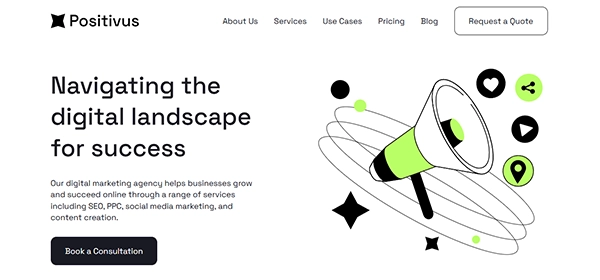 Positivus
About Us Services Use Cases Pricing Blog Request a Quote
Navigating the
digital landscape
for success
Our digital marketing agency helps businesses grow
and succeed online through a range of services
including SEO, PPC, social media marketing, and
content creation.
Book a Consultation